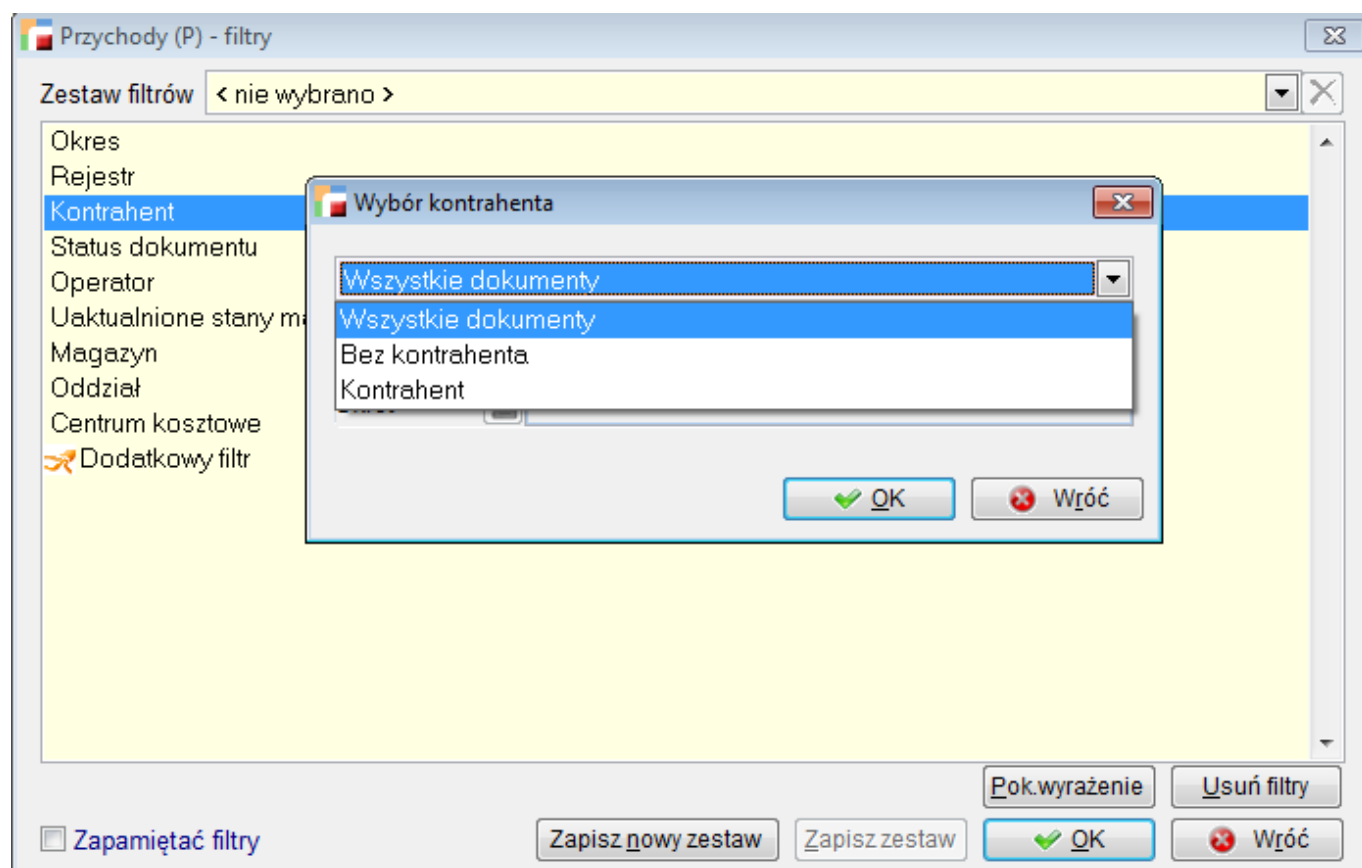 Przychody (P) - filtry
Zestaw filtrów < nie wybrano >
Okres
Rejestr
Kontrahent
Status dokumentu
Operator
Uaktualnione stany
Magazyn
Oddział
Centrum kosztowe
Dodatkowy filtr
Wybór kontrahenta
Wszystkie dokumenty
Wszystkie dokumenty
Bez kontrahenta
Kontrahent
OK Wróć
Pok.wyrażenie Usuń filtry
Zapamiętać filtry Zapisz nowy zestaw Zapisz zestaw OK Wróć